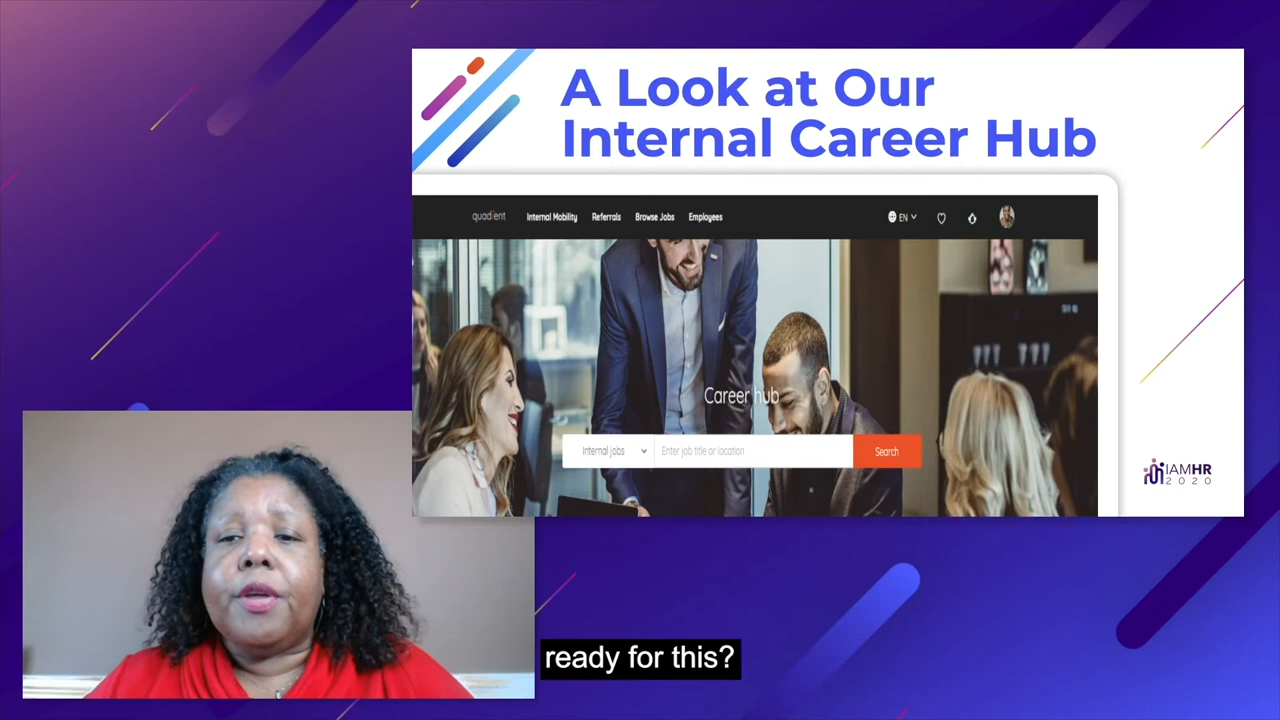 A Look at Our
Internal Career Hub
quadient Internal Mobility Referrals Browse Jobs Employees EN
Career hub
Internal jobs Enter job title or location Search
IAMHR
2020
ready for this?